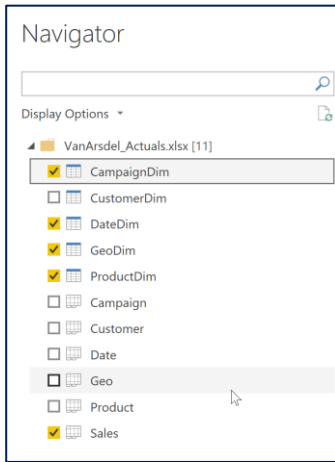 Navigator
Display Options
VanArsdel_Actuals.xlsx [11]
CampaignDim
CustomerDim
DateDim
GeoDim
ProductDim
Campaign
Customer
Date
Geo
Product
Sales